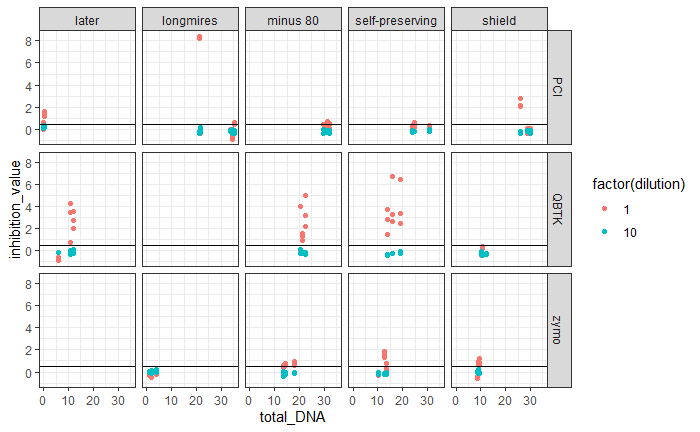 later longmires minus 80 self-preserving shield
8
6
4
2
0
PCI
8
6
4
2
0
QBTK
inhibition_value
factor(dilution)
1
10
8
6
4
2
0
zymo
0 10 20 30 0 10 20 30 0 10 20 30 0 10 20 30 0 10 20 30
total_DNA